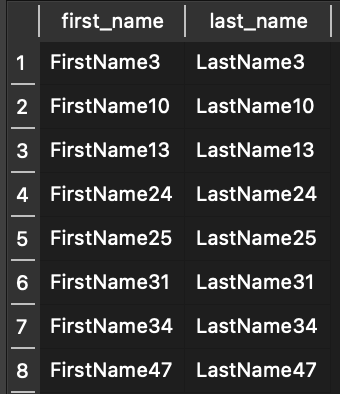 first_name last_name
1 FirstName3 LastName3
2 FirstName10 LastName10
3 FirstName13 LastName13
4 FirstName24 LastName24
5 FirstName25 LastName25
6 FirstName31 LastName31
7 FirstName34 LastName34
8 FirstName47 LastName47